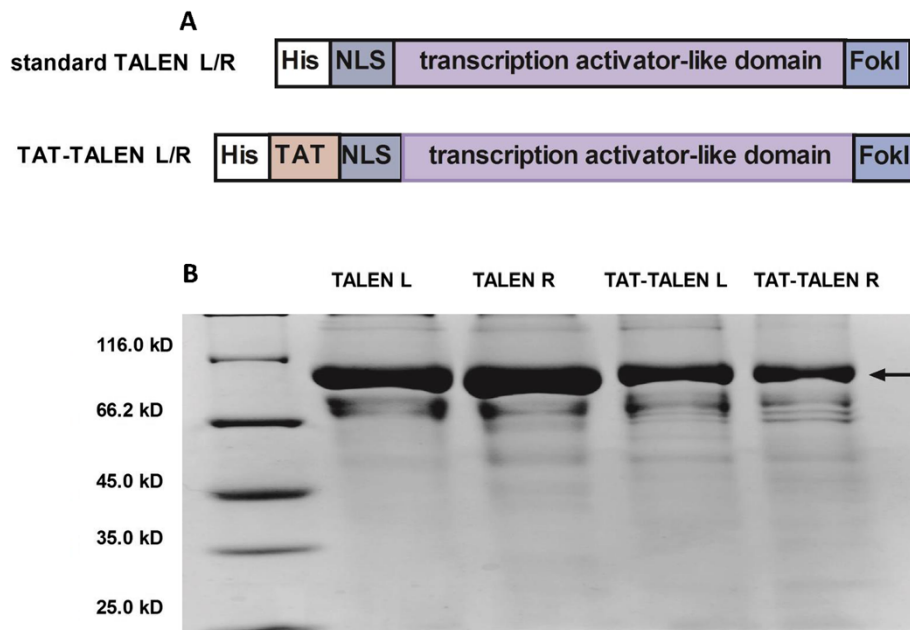 A
standard TALEN L/R His NLS transcription activator-like domain FokI
TAT-TALEN L/R His TAT NLS transcription activator-like domain FokI
B TALEN L TALEN R TAT-TALEN L TAT-TALEN R
116.0 kD
66.2 kD
45.0 kD
35.0 kD
25.0 kD